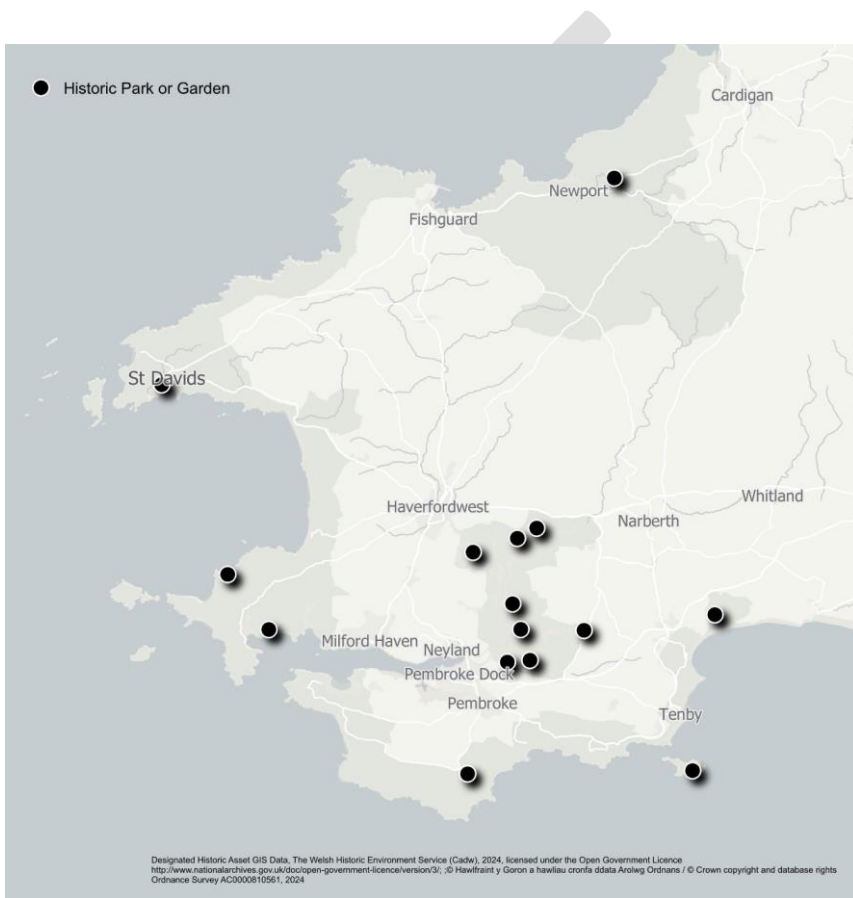 Historic Park or Garden
Cardigan
Newport
Fishguard
St Davids
Haverfordwest
Whitland
Narberth
Milford Haven
Neyland
Pembroke Dock
Pembroke
Tenby
Designated Historic Asset GIS Data, The Welsh Historic Environment Service (Cadw), 2024, licensed under the Open Government Licence
http://www.nationalarchives.gov.uk/doc/open-government-licence/version/3/; ;© Hawlfraint y Goron a hawliau cronfa ddata Arolwg Ordnans / © Crown copyright and database rights
Ordnance Survey AC0000810561, 2024